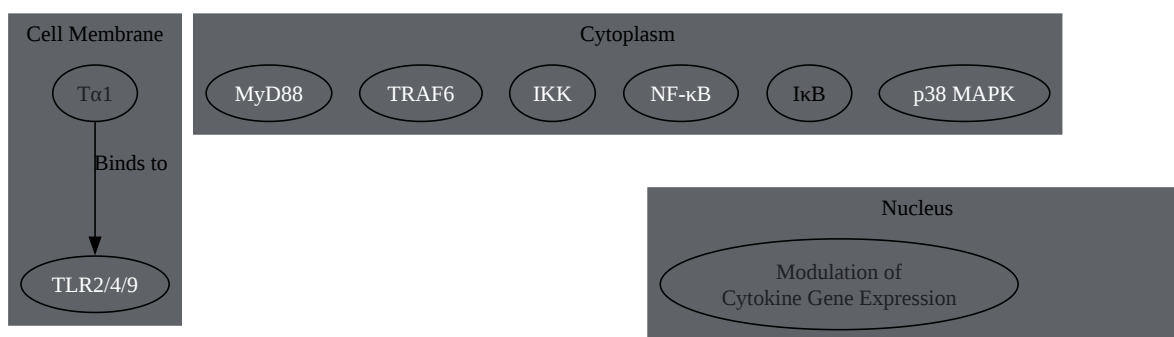 Cell Membrane
Tα1
Binds to
TLR2/4/9
Cytoplasm
MyD88
TRAF6
IKK
NF-κB
IκB
p38 MAPK
Nucleus
Modulation of
Cytokine Gene Expression